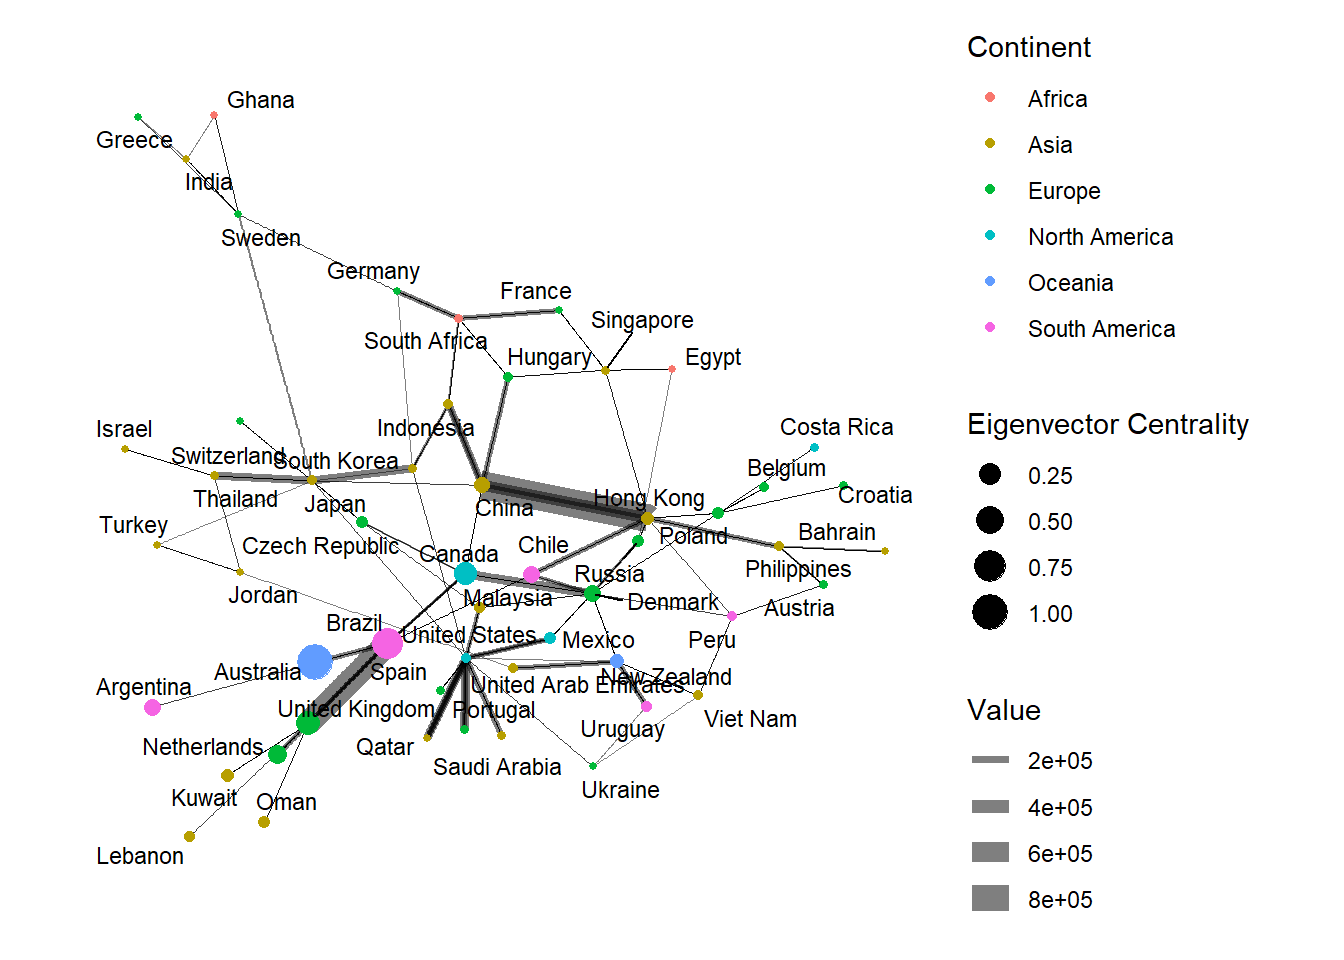 Continent
Africa
Asia
Europe
North America
Oceania
South America
Eigenvector Centrality
0.25
0.50
0.75
1.00
Value
2e+05
4e+05
6e+05
8e+05
Ghana
Greece
India
Sweden
Germany
France
Singapore
South Africa
Hungary
Egypt
Israel
Indonesia
Costa Rica
Switzerland
South Korea
Belgium
Thailand
Japan
China
Hong Kong
Croatia
Turkey
Czech Republic
Canada
Chile
Poland
Bahrain
Philippines
Jordan
Malaysia
Russia
Denmark
Austria
Brazil
United States
Mexico
Peru
Australia
Spain
United Arab Emirates
New Zealand
Argentina
United Kingdom
Portugal
Uruguay
Viet Nam
Netherlands
Qatar
Saudi Arabia
Ukraine
Kuwait
Oman
Lebanon